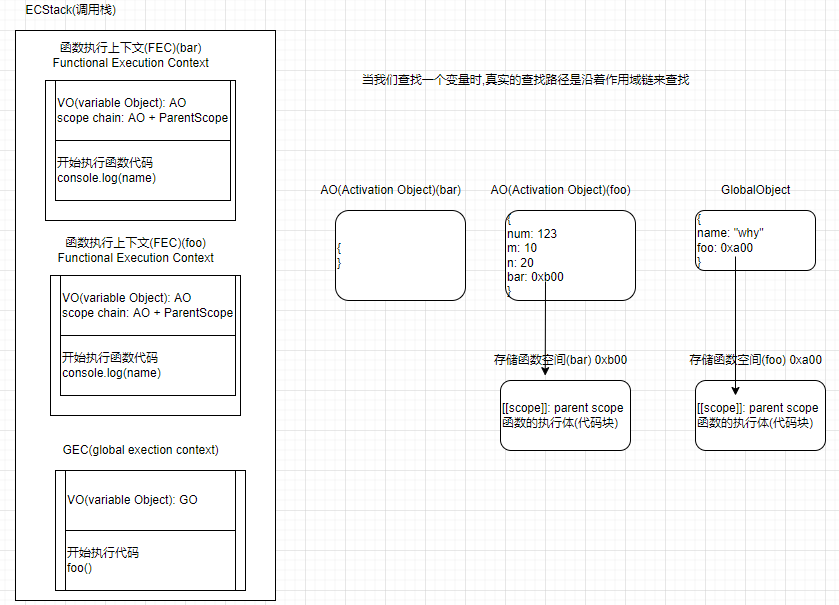 ECStack(调用栈)
函数执行上下文(FEC)(bar)
Functional Execution Context
VO(variable Object): AO
scope chain: AO + ParentScope
开始执行函数代码
console.log(name)
函数执行上下文(FEC)(foo)
Functional Execution Context
VO(variable Object): AO
scope chain: AO + ParentScope
开始执行函数代码
console.log(name)
GEC(global exection context)
VO(variable Object): GO
开始执行代码
foo()
当我们查找一个变量时,真实的查找路径是沿着作用域链来查找
AO(Activation Object)(bar)
{
}
AO(Activation Object)(foo)
{
num: 123
m: 10
n: 20
bar: 0xb00
}
存储函数空间(bar) 0xb00
[[scope]]: parent scope
函数的执行体(代码块)
GlobalObject
{
name: "why"
foo: 0xa00
}
存储函数空间(foo) 0xa00
[[scope]]: parent scope
函数的执行体(代码块)